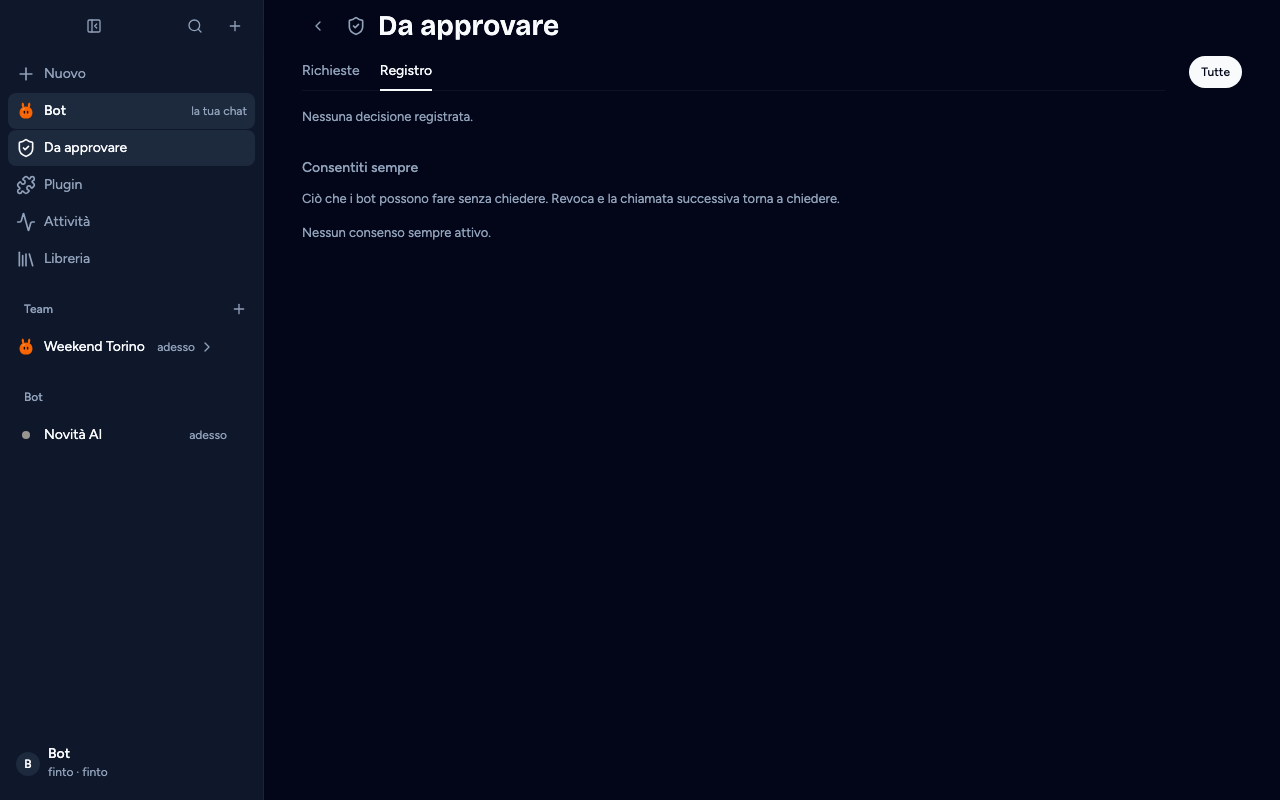 Nuovo
Bot la tua chat
Da approvare
Plugin
Attività
Libreria
Team
Weekend Torino adesso
Bot
Novità AI adesso
B
Bot
finto · finto
Da approvare
Richieste Registro Tutte
Nessuna decisione registrata.
Consentiti sempre
Ciò che i bot possono fare senza chiedere. Revoca e la chiamata successiva torna a chiedere.
Nessun consenso sempre attivo.